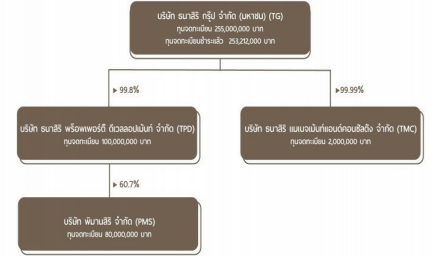 บริษัท ธนาสิริ กรุ๊ป จำกัด (มหาชน) (TG)
ทุนจดทะเบียน 255,000,000 บาท
ทุนจดทะเบียนชำระแล้ว 253,212,000 บาท
99.8%
99.99%
บริษัท ธนาสิริ พร็อพเพอร์ตี้ ดีเวลลอปเม้นท์ จำกัด (TPD)
ทุนจดทะเบียน 100,000,000 บาท
บริษัท ธนาสิริ แมเนจเม้นท์แอนด์คอนซัลติ้ง จำกัด (TMC)
ทุนจดทะเบียน 2,000,000 บาท
60.7%
บริษัท พิมานสิริ จำกัด (PMS)
ทุนจดทะเบียน 80,000,000 บาท